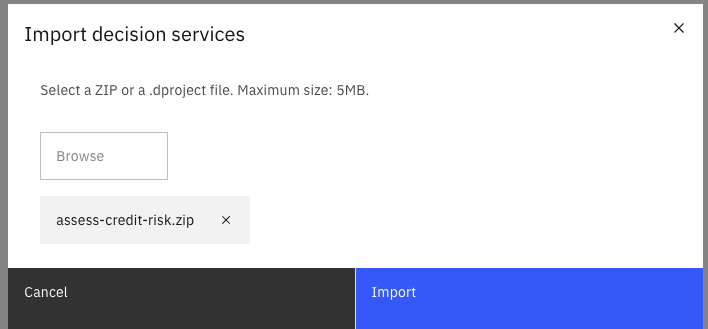 Import decision services
Select a ZIP or a .dproject file. Maximum size: 5MB.
Browse
assess-credit-risk.zip
Cancel
Import